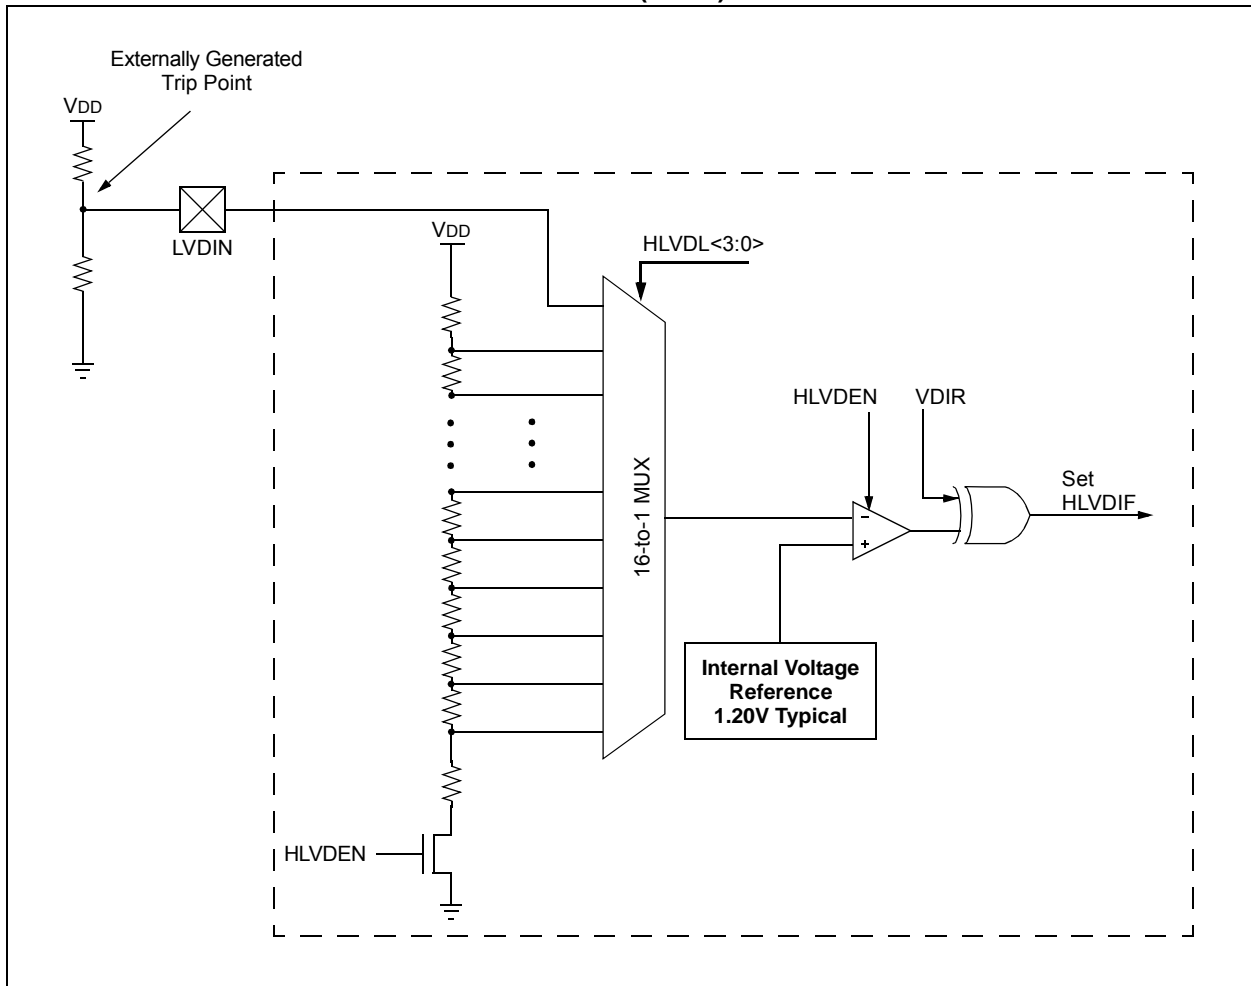 Externally Generated
Trip Point
VDD
LVDIN
VDD
HLVDL<3:0>
16-to-1 MUX
HLVDEN
VDIR
Set
HLVDIF
-
+
Internal Voltage
Reference
1.20V Typical
HLVDEN